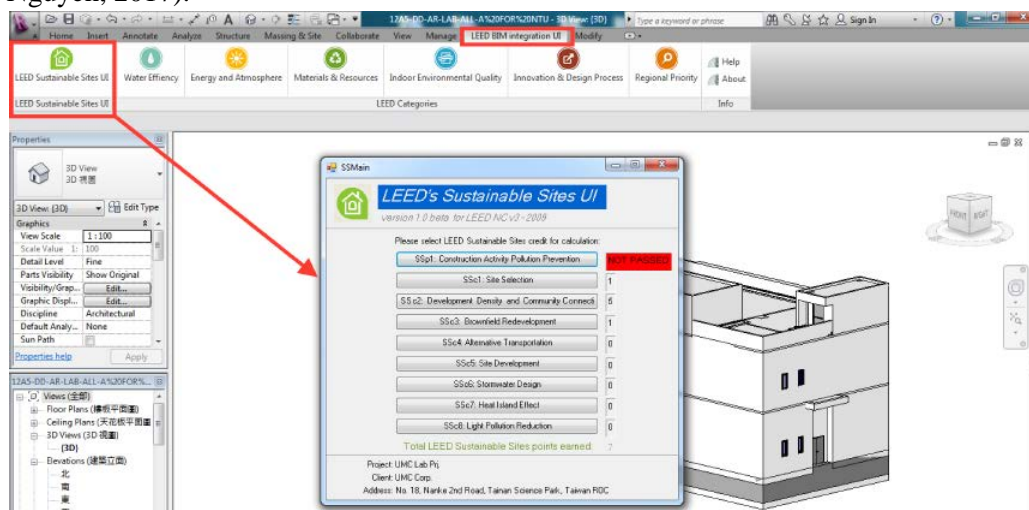 Nguyen, 2017).
12A5-DD-AR-LAB-ALL-A%20FOR%20NTU - 3D View: {3D}
Type a keyword or phrase
Sign In
Home Insert Annotate Analyze Structure Massing & Site Collaborate View Manage LEED BIM integration UI Modify
LEED Sustainable Sites UI Water Effiency Energy and Atmosphere Materials & Resources Indoor Environmental Quality Innovation & Design Process Regional Priority Help
About
LEED Sustainable Sites UI LEED Categories Info
Properties
3D View
3D 視圖
3D View: {3D} Edit Type
Graphics
View Scale 1 : 100
Scale Value 1: 100
Detail Level Fine
Parts Visibility Show Original
Visibility/Grap... Edit...
Graphic Displ... Edit...
Discipline Architectural
Default Analy... None
Sun Path
Properties help Apply
12A5-DD-AR-LAB-ALL-A%20FOR%...
Views (全部)
Floor Plans (樓板平面圖)
Ceiling Plans (天花板平面圖
3D Views (3D 視圖)
{3D}
Elevations (建築立面)
北
南
東
SSMain
LEED's Sustainable Sites UI
version 1.0 beta for LEED NC v3 - 2009
Please select LEED Sustainable Sites credit for calculation:
SSp1: Construction Activity Pollution Prevention NOT PASSED
SSc1: Site Selection 1
SSc2: Development Density and Community Connecti 5
SSc3: Brownfield Redevelopment 1
SSc4: Alternative Transportation 0
SSc5: Site Development 0
SSc6: Stormwater Design 0
SSc7: Heat Island Effect 0
SSc8: Light Pollution Reduction 0
Total LEED Sustainable Sites points earned: 7
Project: UMC Lab Prj.
Client: UMC Corp.
Address: No. 18, Nanke 2nd Road, Tainan Science Park, Taiwan ROC
FRONT RIGHT